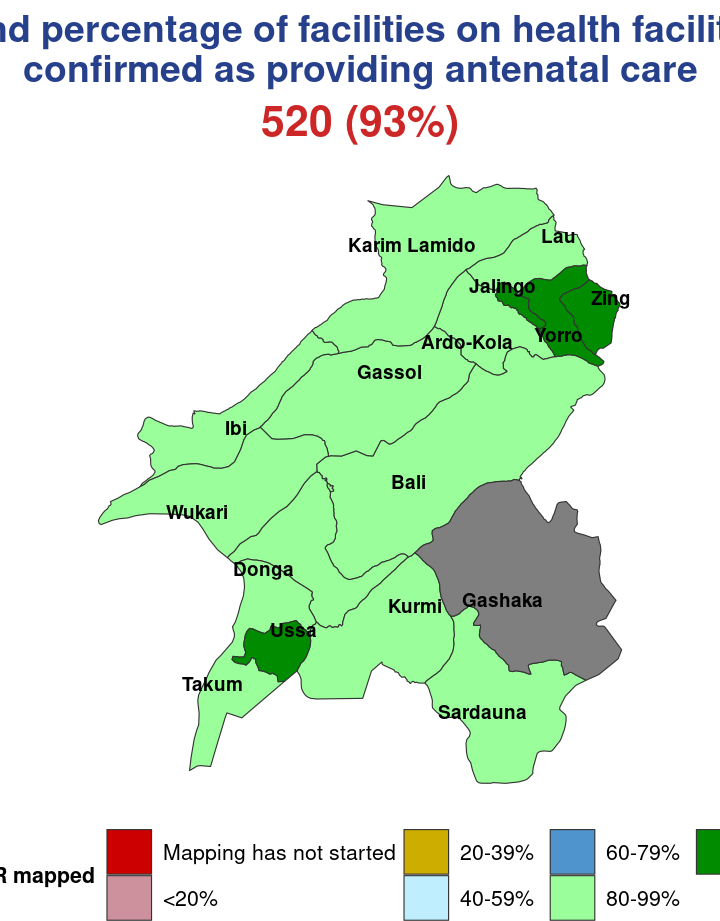 percentage of facilities on health
confirmed as providing antenatal care
520 (93%)
Karim Lamido
Lau
Jalingo
Zing
Yorro
Ardo-Kola
Gassol
Ibi
Bali
Wukari
Donga
Kurmi
Gashaka
Ussa
Takum
Sardauna
mapped
Mapping has not started
20-39%
60-79%
<20%
40-59%
80-99%